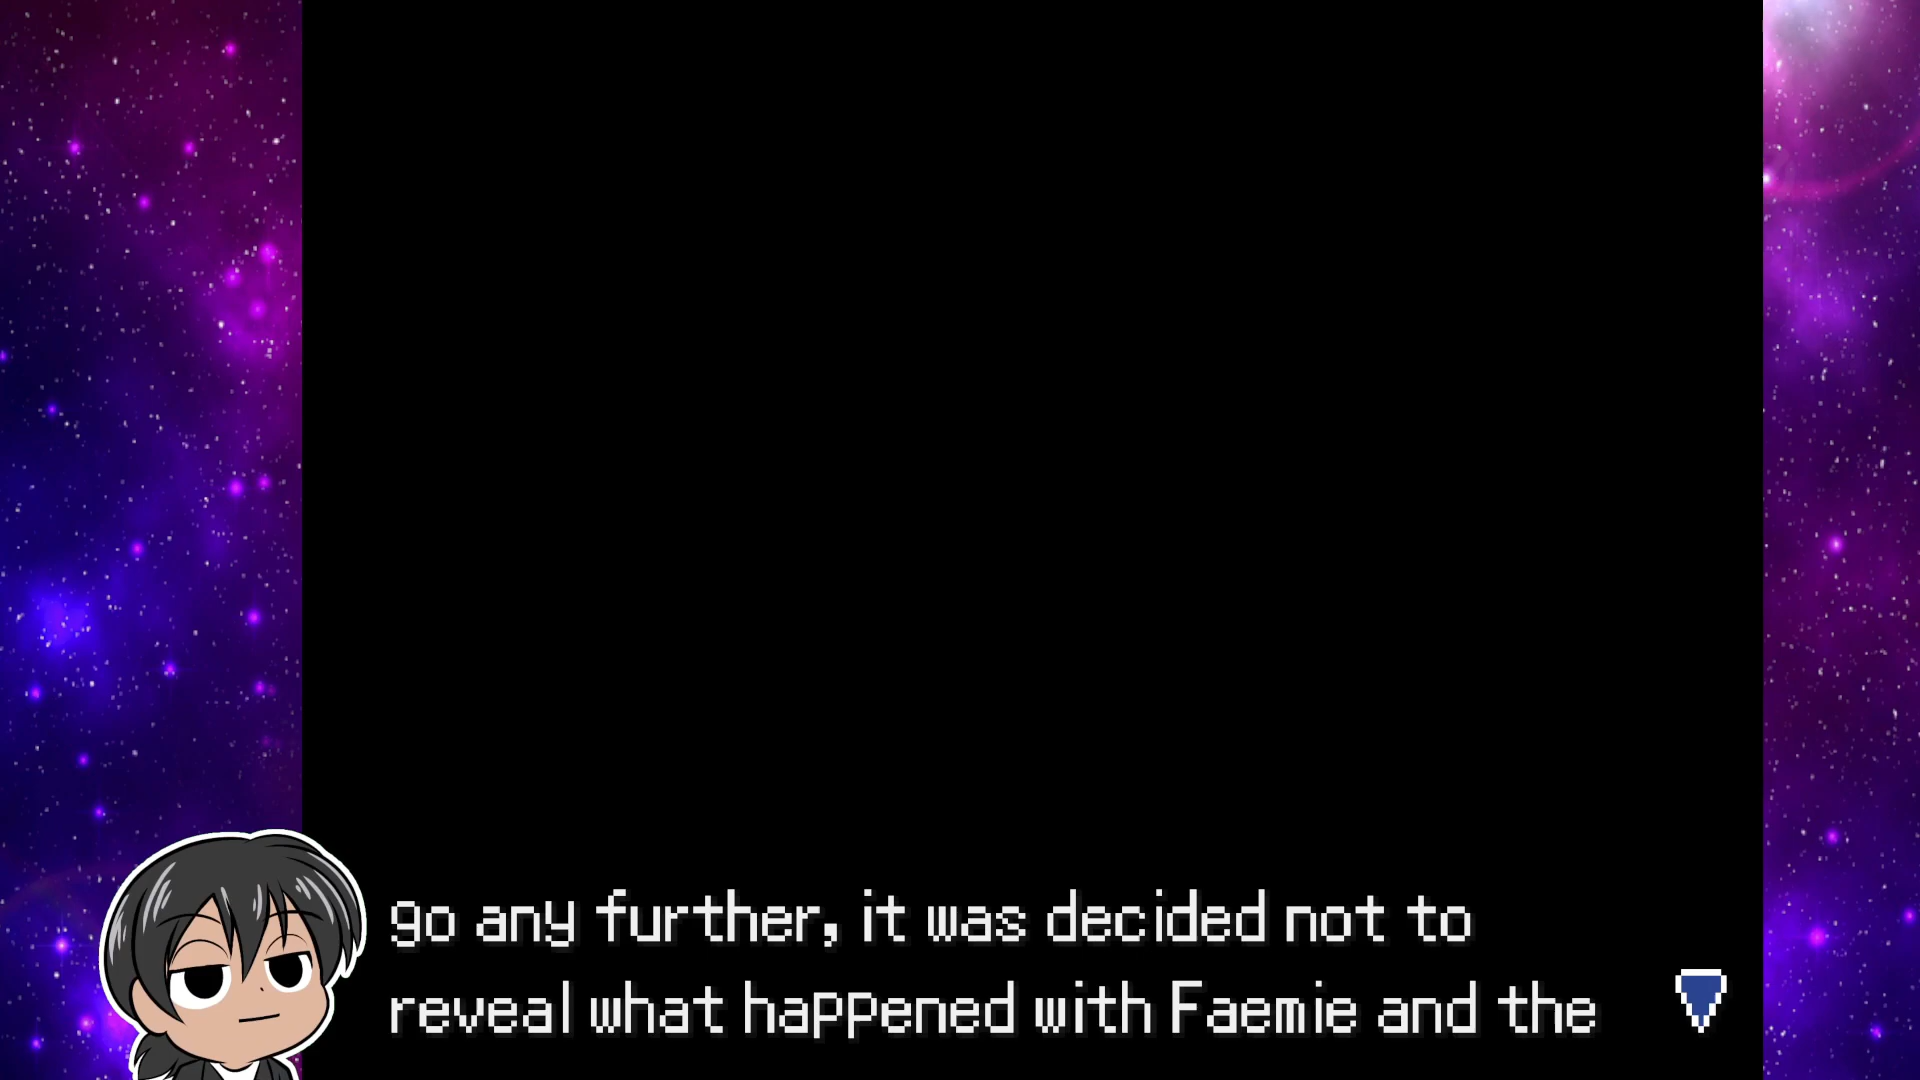 go any further, it was decided not to
reveal what happened with Faemie and the